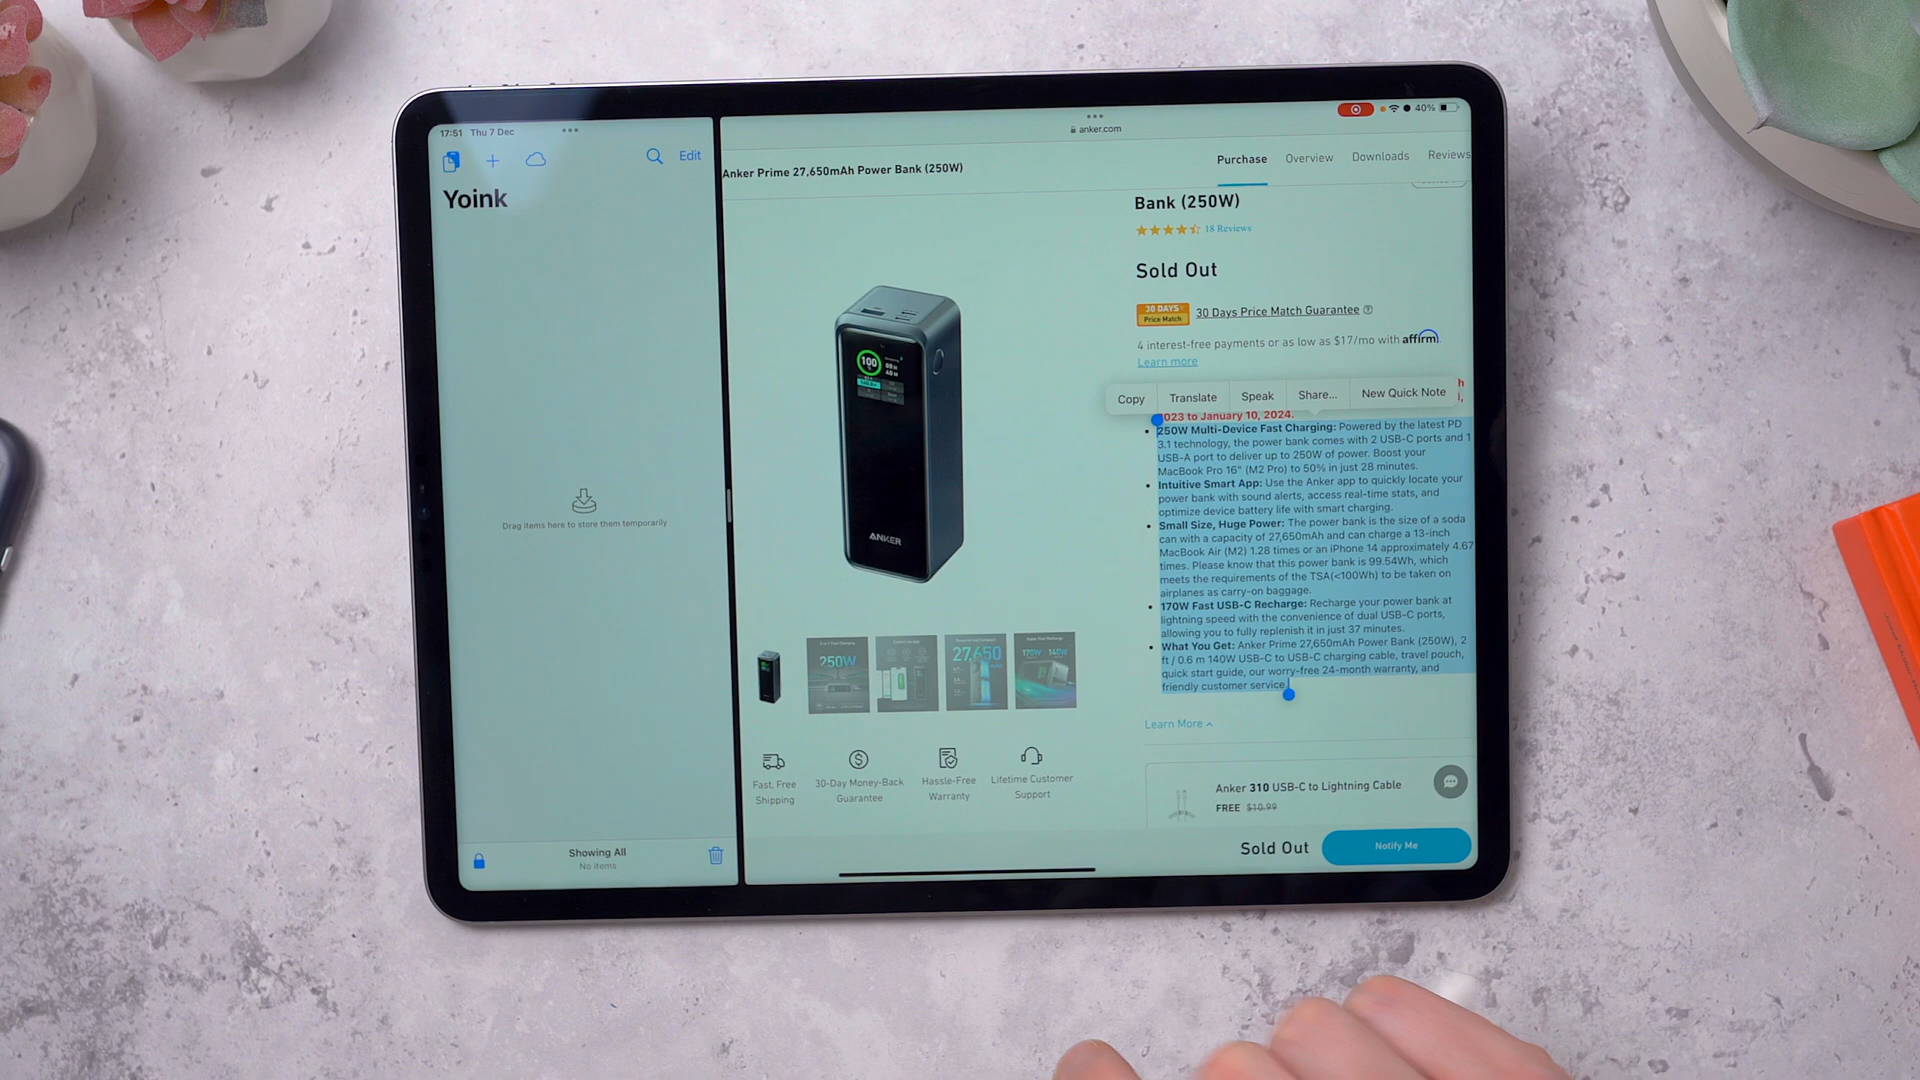 17:51 Thu 7 Dec
Edit
Yoink
Drag items here to store them temporarily
Showing All
No items
40%
anker.com
Anker Prime 27,650mAh Power Bank (250W)
Purchase
Overview
Downloads
Reviews
Bank (250W)
18 Reviews
Sold Out
30 DAYS
Price Match
30 Days Price Match Guarantee
4 interest-free payments or as low as $17/mo with affirm
Learn more
Copy
Translate
Speak
Share...
New Quick Note
023 to January 10, 2024.
250W Multi-Device Fast Charging: Powered by the latest PD
3.1 technology, the power bank comes with 2 USB-C ports and 1
USB-A port to deliver up to 250W of power. Boost your
MacBook Pro 16" (M2 Pro) to 50% in just 28 minutes.
Intuitive Smart App: Use the Anker app to quickly locate your
power bank with sound alerts, access real-time stats, and
optimize device battery life with smart charging.
Small Size, Huge Power: The power bank is the size of a soda
can with a capacity of 27,650mAh and can charge a 13-inch
MacBook Air (M2) 1.28 times or an iPhone 14 approximately 4.67
times. Please know that this power bank is 99.54Wh, which
meets the requirements of the TSA(<100Wh) to be taken on
airplanes as carry-on baggage.
170W Fast USB-C Recharge: Recharge your power bank at
lightning speed with the convenience of dual USB-C ports,
allowing you to fully replenish it in just 37 minutes.
What You Get: Anker Prime 27,650mAh Power Bank (250W), 2
ft / 0.6 m 140W USB-C to USB-C charging cable, travel pouch,
quick start guide, our worry-free 24-month warranty, and
friendly customer service.
Learn More
100
ANKER
250W
27,650
170W 140W
Fast, Free
Shipping
30-Day Money-Back
Guarantee
Hassle-Free
Warranty
Lifetime Customer
Support
Anker 310 USB-C to Lightning Cable
FREE $10.99
Sold Out
Notify Me